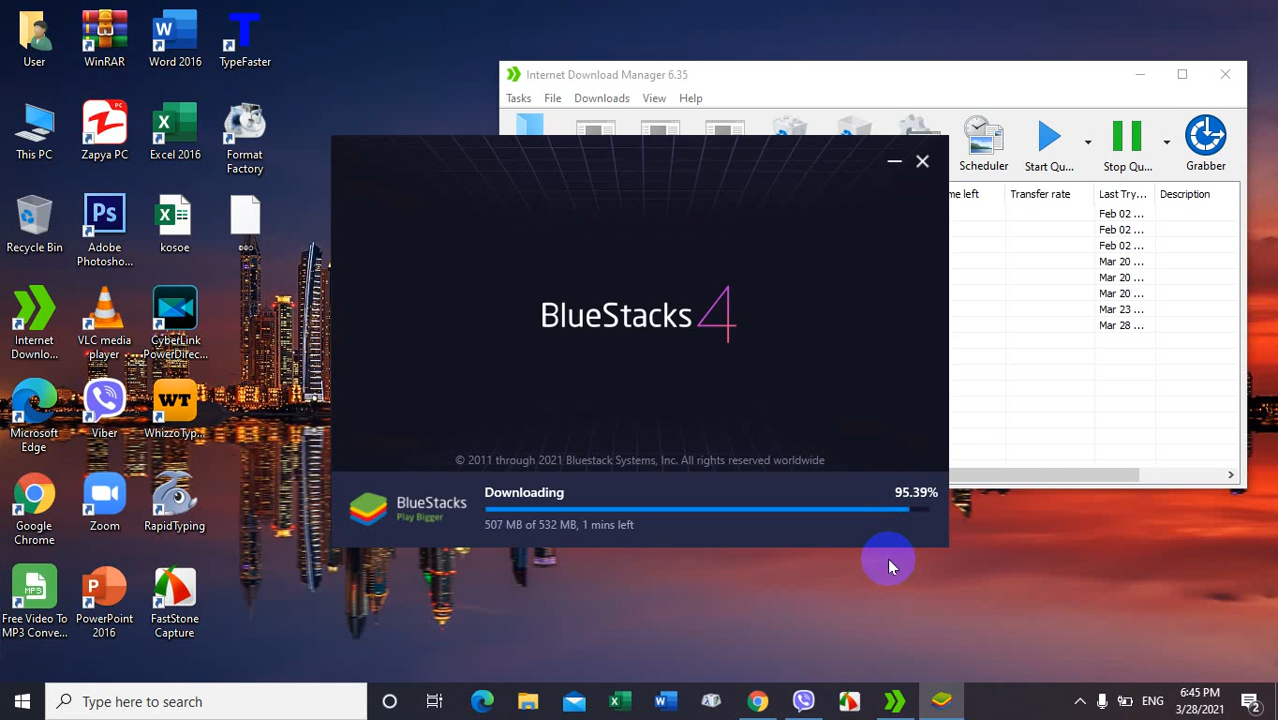 User
WinRAR
Word 2016
TypeFaster
This PC
Zapya PC
Excel 2016
Format
Factory
Recycle Bin
Adobe
Photosho...
kosoe
Internet
Downlo...
VLC media
player
CyberLink
PowerDirec...
Microsoft
Edge
Viber
WhizzoTyp...
Google
Chrome
Zoom
RapidTyping
Free Video To
MP3 Conve...
PowerPoint
2016
FastStone
Capture
Internet Download Manager 6.35
Tasks
File
Downloads
View
Help
Scheduler
Start Qu...
Stop Qu...
Grabber
me left
Transfer rate
Last Try...
Description
Feb 02 ...
Feb 02 ...
Feb 02 ...
Mar 20 ...
Mar 20 ...
Mar 20 ...
Mar 23 ...
Mar 28 ...
BlueStacks 4
© 2011 through 2021 Bluestack Systems, Inc. All rights reserved worldwide
BlueStacks
Play Bigger
Downloading
95.39%
507 MB of 532 MB, 1 mins left
Type here to search
ENG
6:45 PM
3/28/2021
2